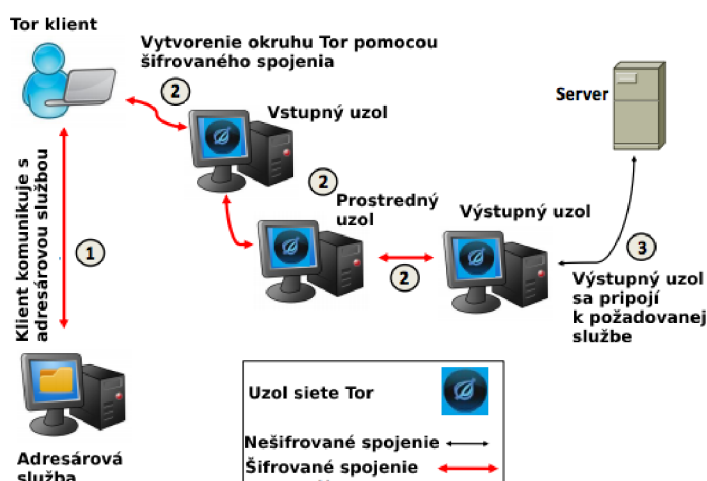 Tor klient
Vytvorenie okruhu Tor pomocou
šifrovaného spojenia
2
Vstupný uzol
Server
Klient komunikuje s
adresárovou službou
1
2
Prostredný
uzol
2
Výstupný uzol
3
Výstupný uzol
sa pripojí
k požadovanej
službe
Adresárová
služba
Uzol siete Tor
Nešifrované spojenie
Šifrované spojenie